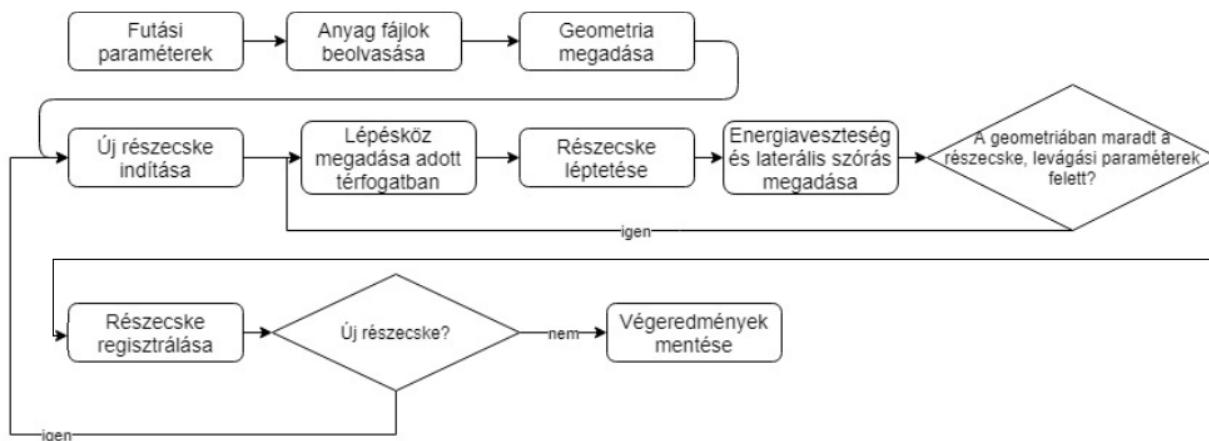 Futási
paraméterek
Anyag fájlok
beolvasása
Geometria
megadása
Új részecske
indítása
Lépésköz
megadása adott
térfogatban
Részecske
léptetése
Energiaveszteség
és laterális szórás
megadása
A geometriában maradt a
részecske, levágási paraméterek
felett?
igen
Részecske
regisztrálása
Új részecske?
nem
Végeredmények
mentése
igen